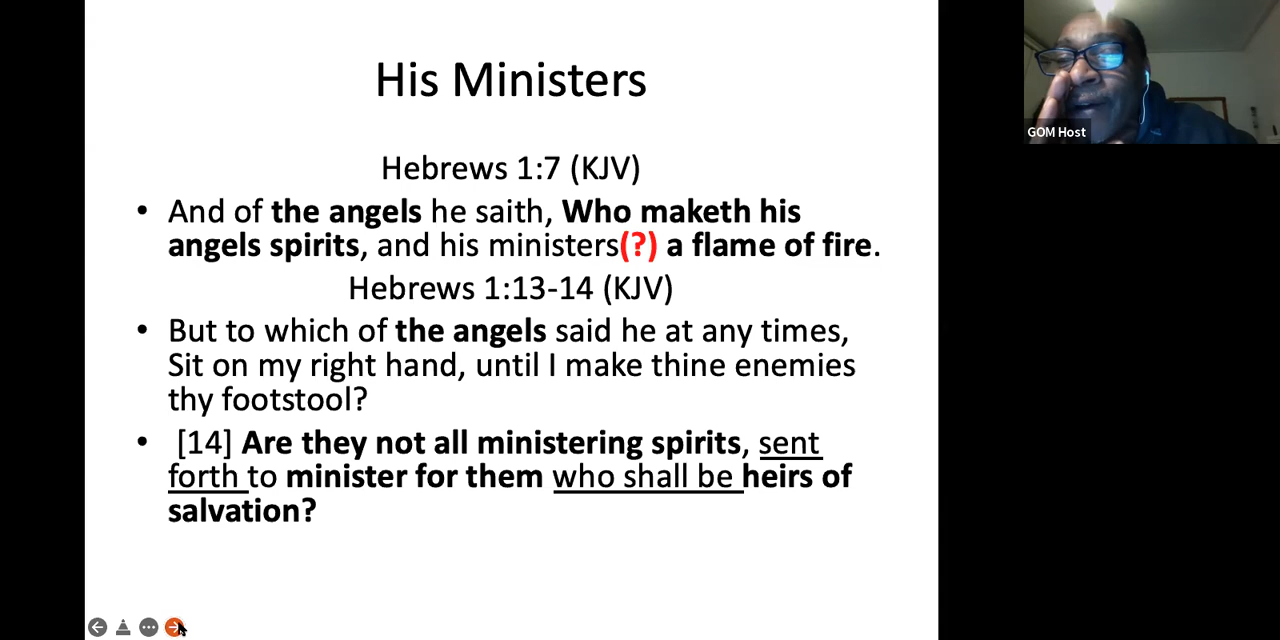 His Ministers
Hebrews 1:7 (KJV)
• And of the angels he saith, Who maketh his
angels spirits, and his ministers(?) a flame of fire.
Hebrews 1:13-14 (KJV)
• But to which of the angels said he at any times,
Sit on my right hand, until I make thine enemies
thy footstool?
• [14] Are they not all ministering spirits, sent
forth to minister for them who shall be heirs of
salvation?
GOM Host